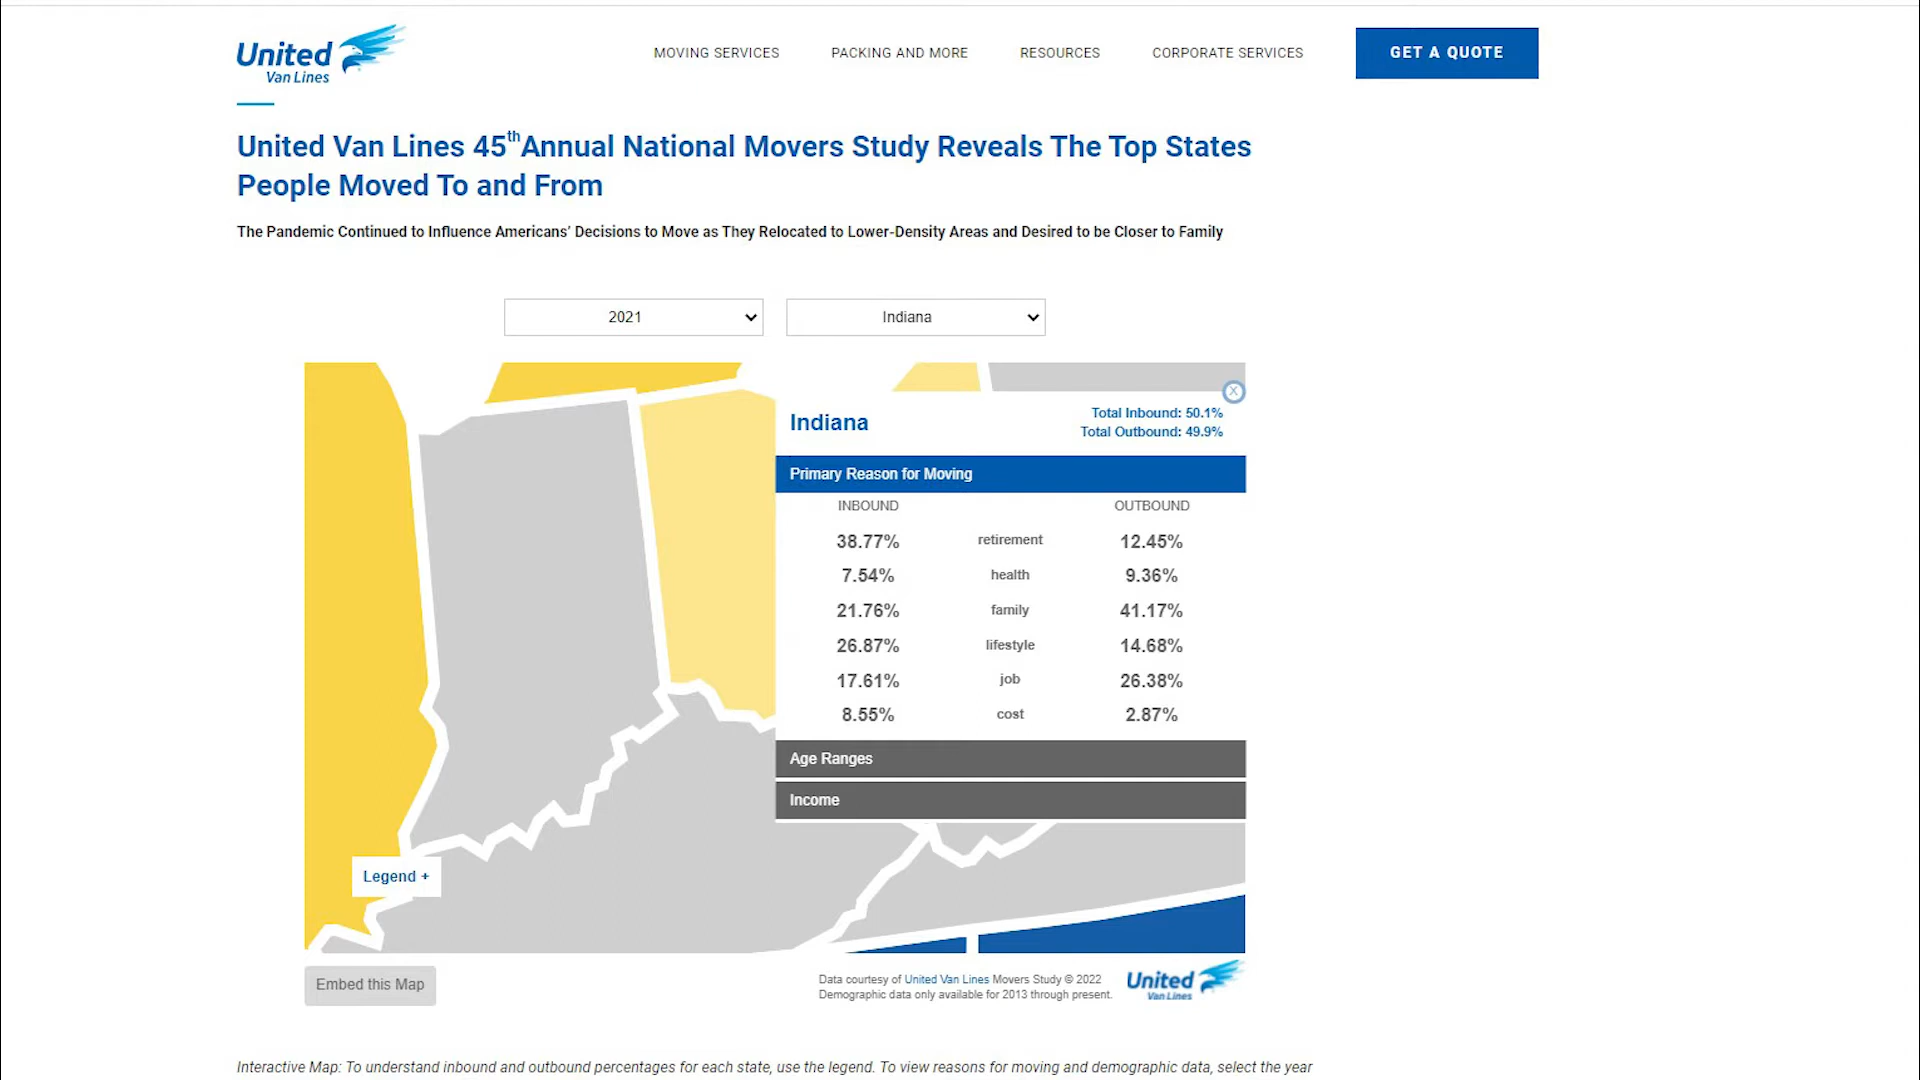 United
Van Lines
MOVING SERVICES
PACKING AND MORE
RESOURCES
CORPORATE SERVICES
GET A QUOTE
United Van Lines 45thAnnual National Movers Study Reveals The Top States
People Moved To and From
The Pandemic Continued to Influence Americans’ Decisions to Move as They Relocated to Lower-Density Areas and Desired to be Closer to Family
2021
Indiana
X
Indiana
Total Inbound: 50.1%
Total Outbound: 49.9%
Primary Reason for Moving
INBOUND OUTBOUND
38.77% retirement 12.45%
7.54% health 9.36%
21.76% family 41.17%
26.87% lifestyle 14.68%
17.61% job 26.38%
8.55% cost 2.87%
Age Ranges
Income
Legend +
Embed this Map
Data courtesy of United Van Lines Movers Study © 2022
Demographic data only available for 2013 through present.
United
Van Lines
Interactive Map: To understand inbound and outbound percentages for each state, use the legend. To view reasons for moving and demographic data, select the year